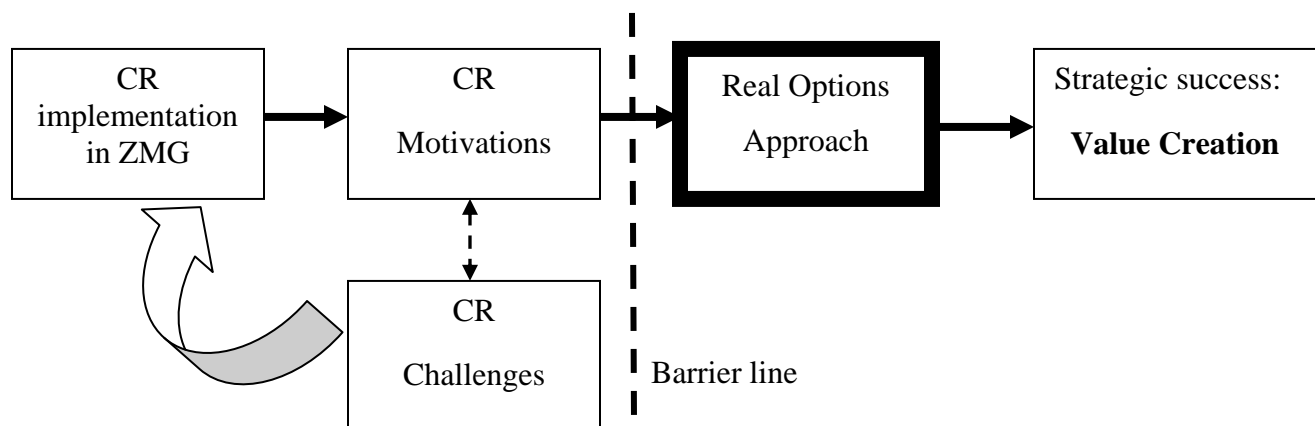 CR
implementation
in ZMG
CR
Motivations
Real Options
Approach
Strategic success:
Value Creation
CR
Challenges
Barrier line